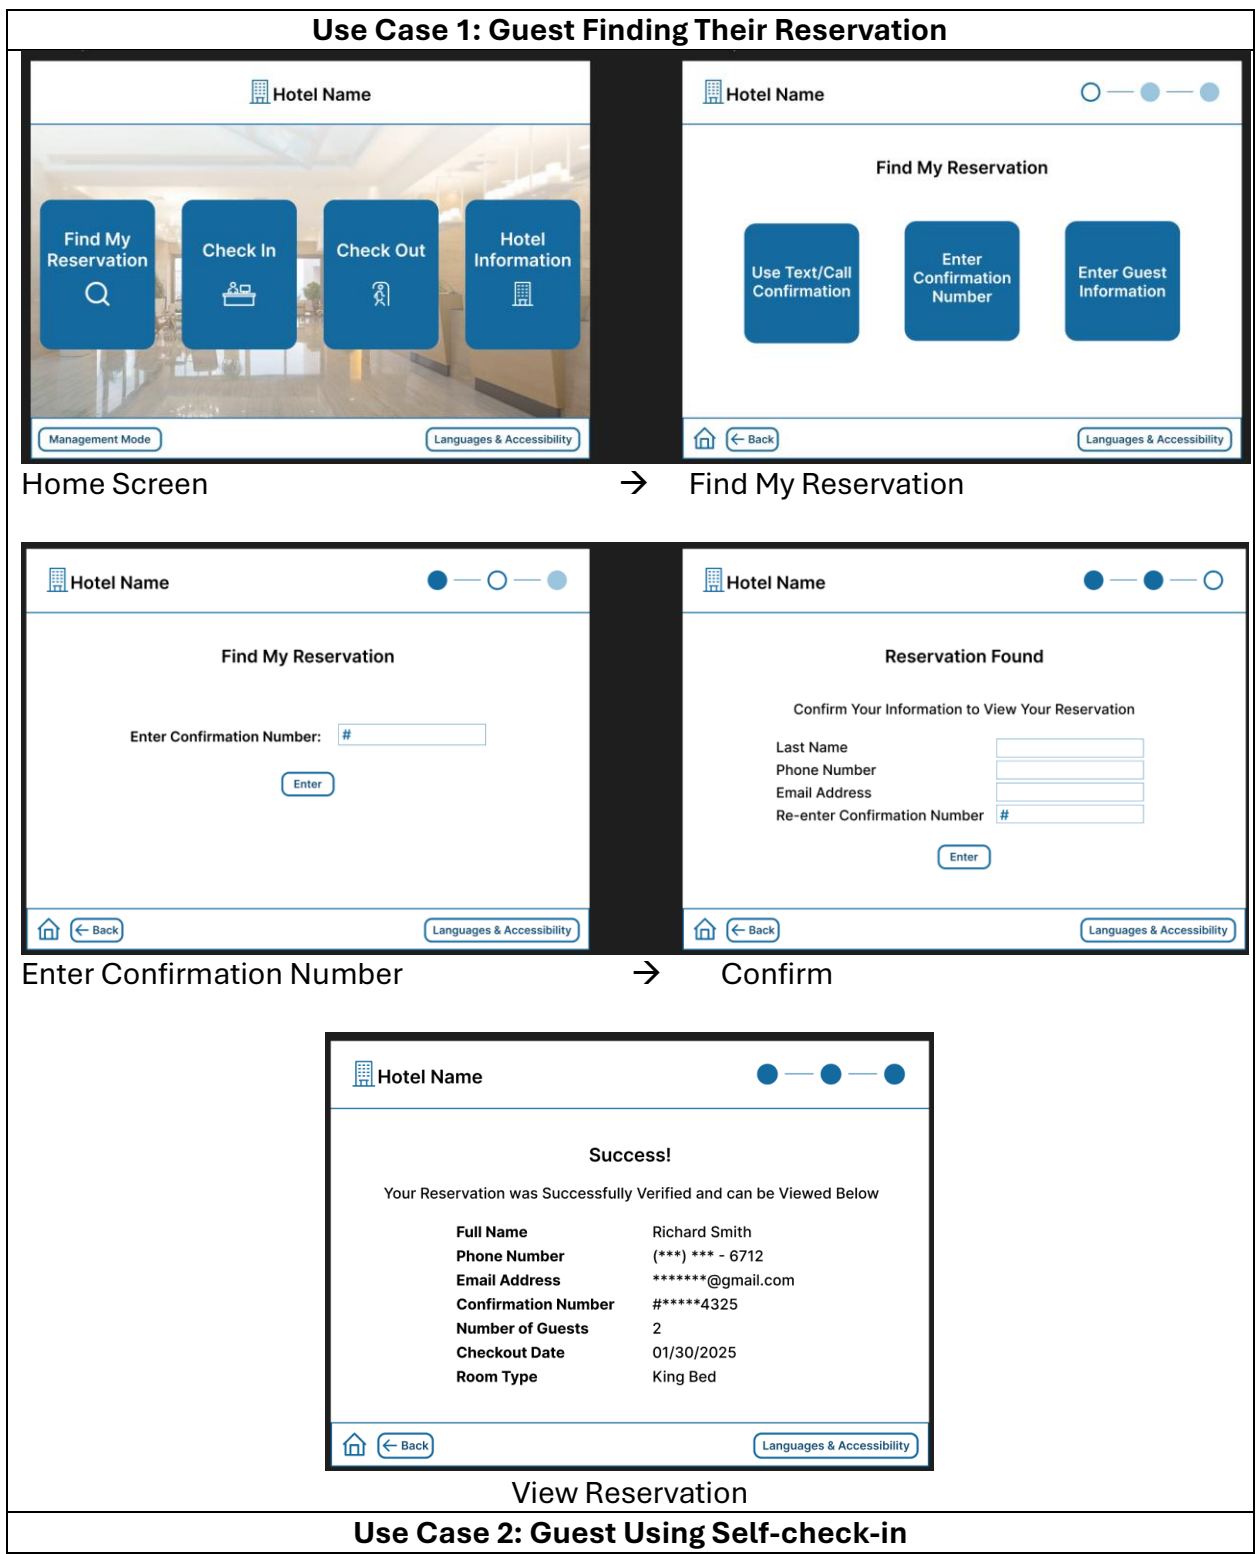 Use Case 1: Guest Finding Their Reservation
Hotel Name
Find My
Reservation
Check In
Check Out
Hotel
Information
Management Mode
Languages & Accessibility
Hotel Name
Find My Reservation
Use Text/Call
Confirmation
Enter
Confirmation
Number
Enter Guest
Information
← Back
Languages & Accessibility
Home Screen → Find My Reservation
Hotel Name
Find My Reservation
Enter Confirmation Number: #
Enter
← Back
Languages & Accessibility
Hotel Name
Reservation Found
Confirm Your Information to View Your Reservation
Last Name
Phone Number
Email Address
Re-enter Confirmation Number #
Enter
← Back
Languages & Accessibility
Enter Confirmation Number → Confirm
Hotel Name
Success!
Your Reservation was Successfully Verified and can be Viewed Below
Full Name Richard Smith
Phone Number (***) *** - 6712
Email Address *******@gmail.com
Confirmation Number #*****4325
Number of Guests 2
Checkout Date 01/30/2025
Room Type King Bed
← Back
Languages & Accessibility
View Reservation
Use Case 2: Guest Using Self-check-in